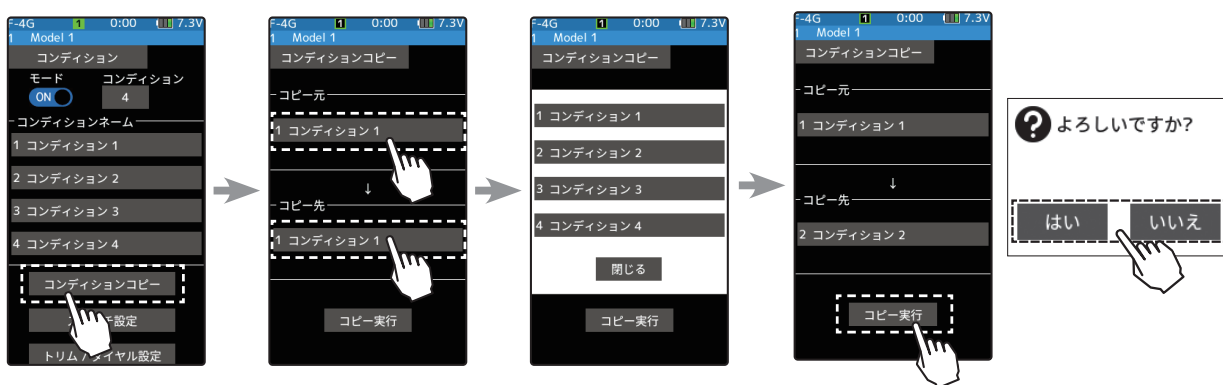 F-4G 1 0:00 7.3V
1 Model 1
コンディション
モード コンディション
ON 4
コンディションネーム
1 コンディション 1
2 コンディション 2
3 コンディション 3
4 コンディション 4
コンディションコピー
チ設定
トリム / ダイヤル設定
F-4G 1 0:00 7.3V
1 Model 1
コンディションコピー
コピー元
1 コンディション 1
↓
コピー先
1 コンディション 1
コピー実行
F-4G 1 0:00 7.3V
1 Model 1
コンディションコピー
1 コンディション 1
2 コンディション 2
3 コンディション 3
4 コンディション 4
閉じる
コピー実行
F-4G 1 0:00 7.3V
1 Model 1
コンディションコピー
コピー元
1 コンディション 1
↓
コピー先
2 コンディション 2
コピー実行
? よろしいですか?
はい いいえ